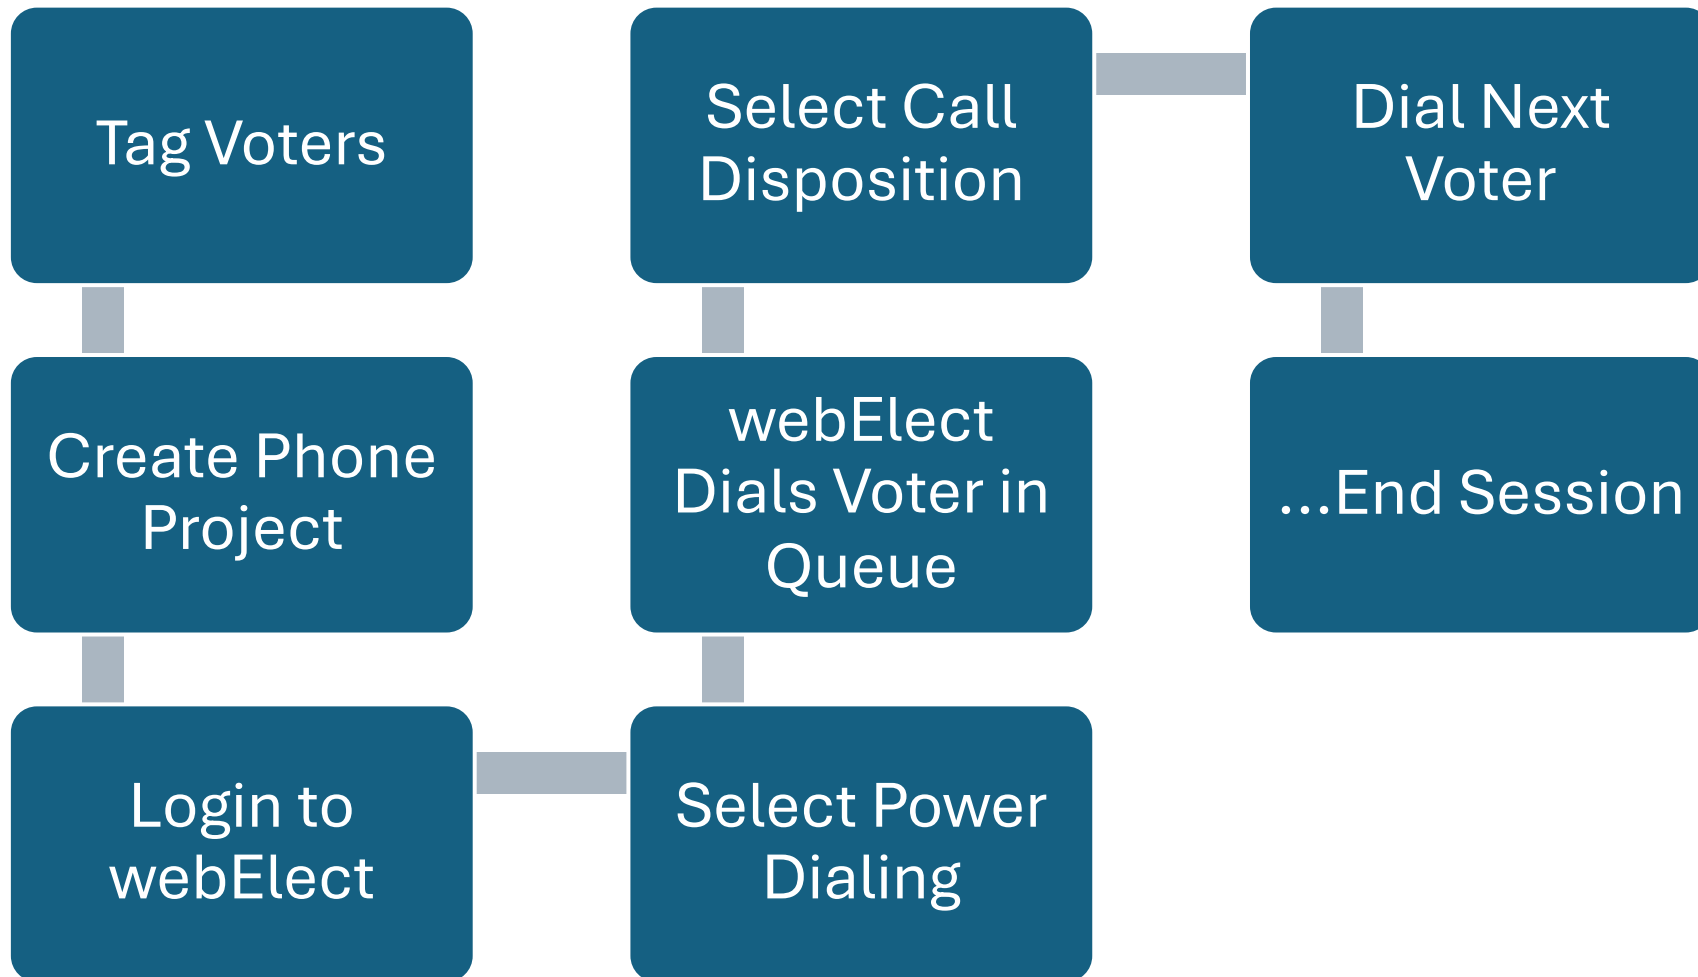 Tag Voters
Create Phone
Project
Login to
webElect
Select Power
Dialing
webElect
Dials Voter in
Queue
Select Call
Disposition
Dial Next
Voter
...End Session